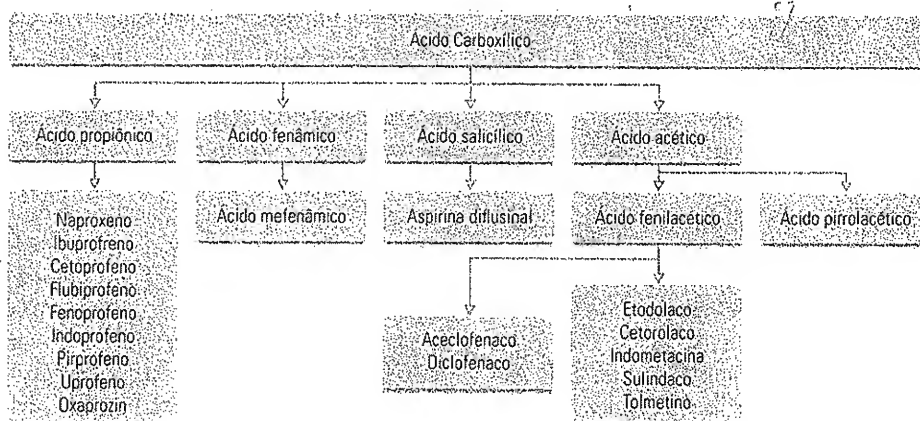 Ácido Carboxílico
Ácido propiônico
Ácido fenâmico
Ácido salicílico
Ácido acético
Naproxeno
Ibuprofreno
Cetoprofeno
Flubiprofeno
Fenoprofeno
Indoprofeno
Pirprofeno
Uprofeno
Oxaprozin
Ácido mefenâmico
Aspirina diflusinal
Ácido fenilacético
Ácido pirrolacético
Aceclofenaco
Diclofenaco
Etodolaco
Cetorolaco
Indometacina
Sulindaco
Tolmetino